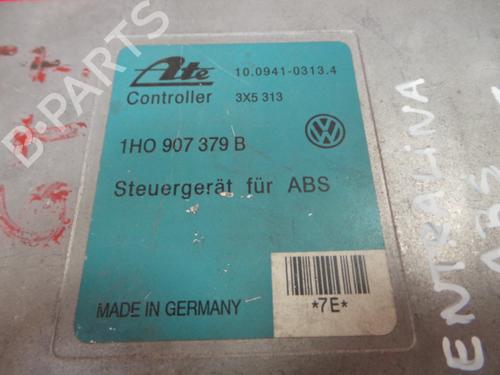 Ate
10.0941-0313.4
Controller 3X5 313
1HO 907 379 B
Steuergerät für ABS
MADE IN GERMANY
*7E*
ENTRALINA
ABS
B-PARTS